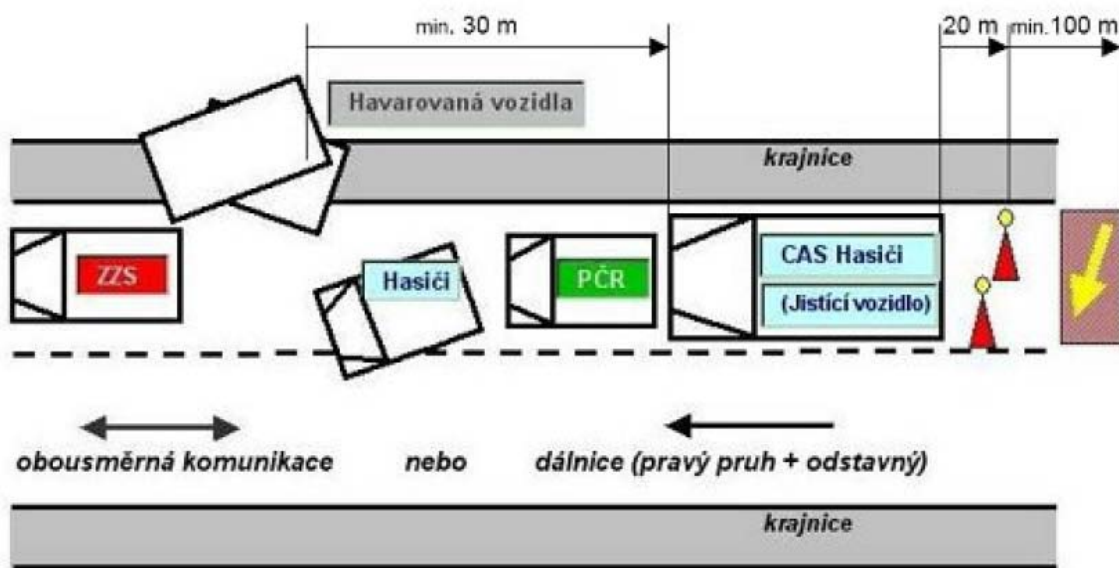 min. 30 m
20 m
min.100 m
Havarovaná vozidla
krajnice
ZZS
Hasiči
PČR
CAS Hasiči
(Jistící vozidlo)
obousměrná komunikace nebo dálnice (pravý pruh + odstavný)
krajnice